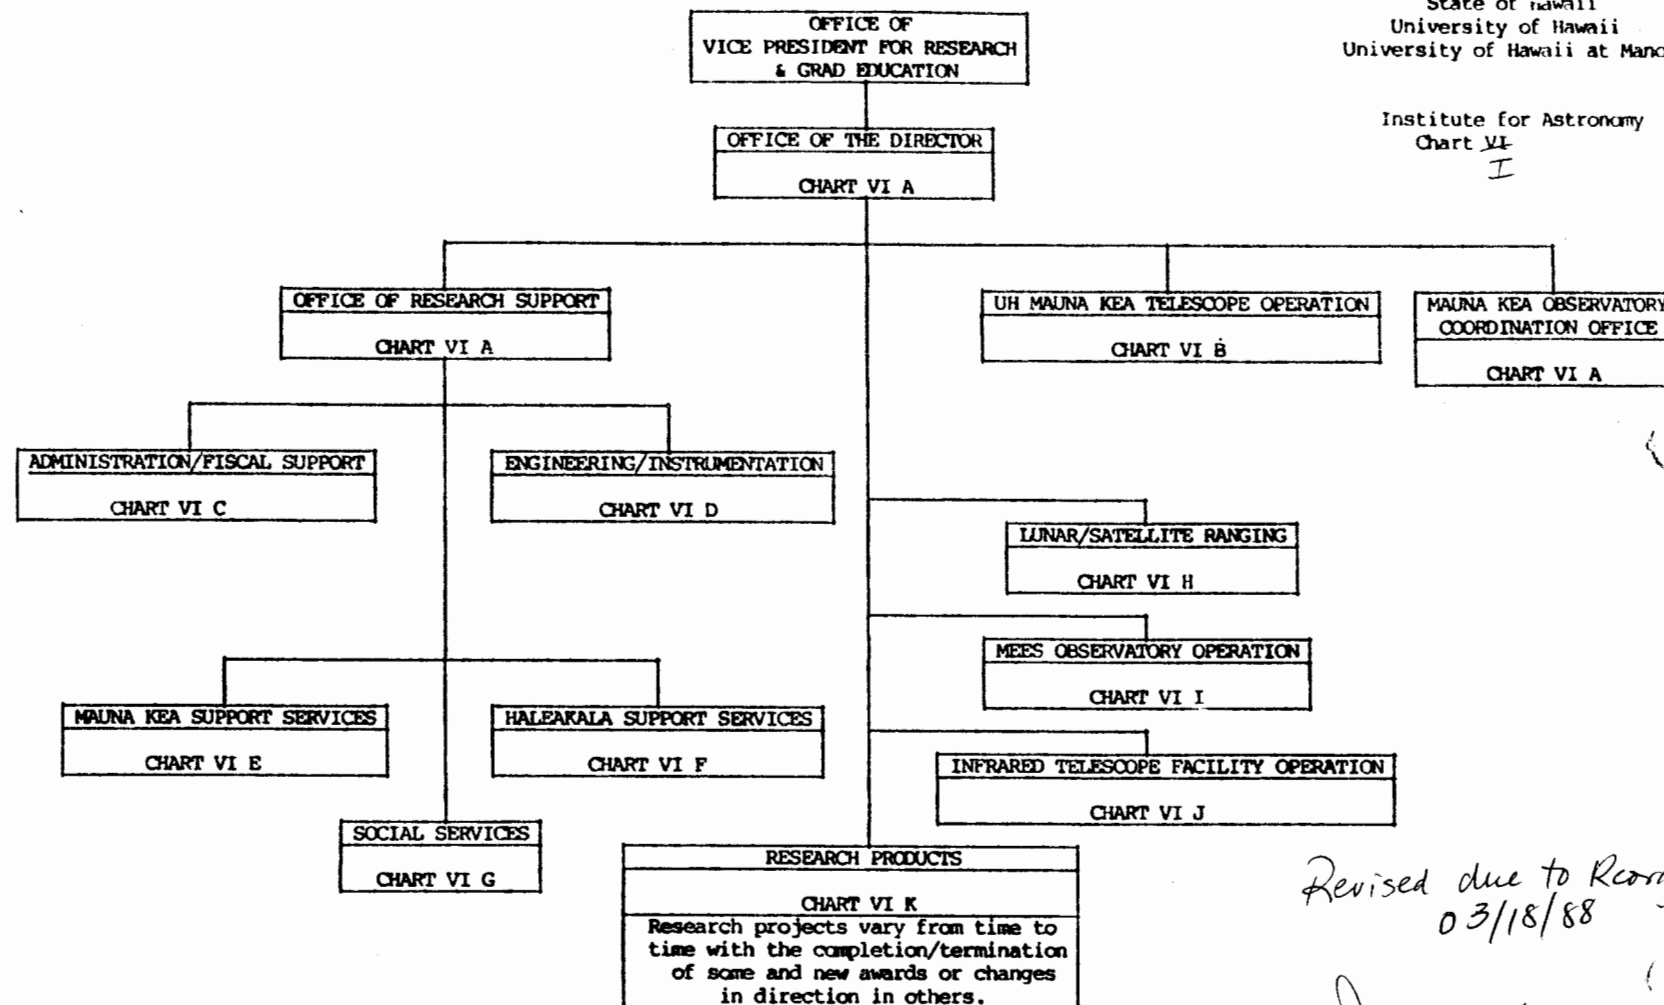 OFFICE OF
VICE PRESIDENT FOR RESEARCH
& GRAD EDUCATION
State of Hawaii
University of Hawaii
University of Hawaii at Mano
Institute for Astronomy
Chart VI
I
OFFICE OF THE DIRECTOR
CHART VI A
OFFICE OF RESEARCH SUPPORT
CHART VI A
UH MAUNA KEA TELESCOPE OPERATION
CHART VI B
MAUNA KEA OBSERVATORY
COORDINATION OFFICE
CHART VI A
ADMINISTRATION/FISCAL SUPPORT
CHART VI C
ENGINEERING/INSTRUMENTATION
CHART VI D
LUNAR/SATELLITE RANGING
CHART VI H
MEES OBSERVATORY OPERATION
CHART VI I
MAUNA KEA SUPPORT SERVICES
CHART VI E
HALEAKALA SUPPORT SERVICES
CHART VI F
INFRARED TELESCOPE FACILITY OPERATION
CHART VI J
SOCIAL SERVICES
CHART VI G
RESEARCH PRODUCTS
CHART VI K
Research projects vary from time to
time with the completion/termination
of some and new awards or changes
in direction in others.
Revised due to
03/18/88